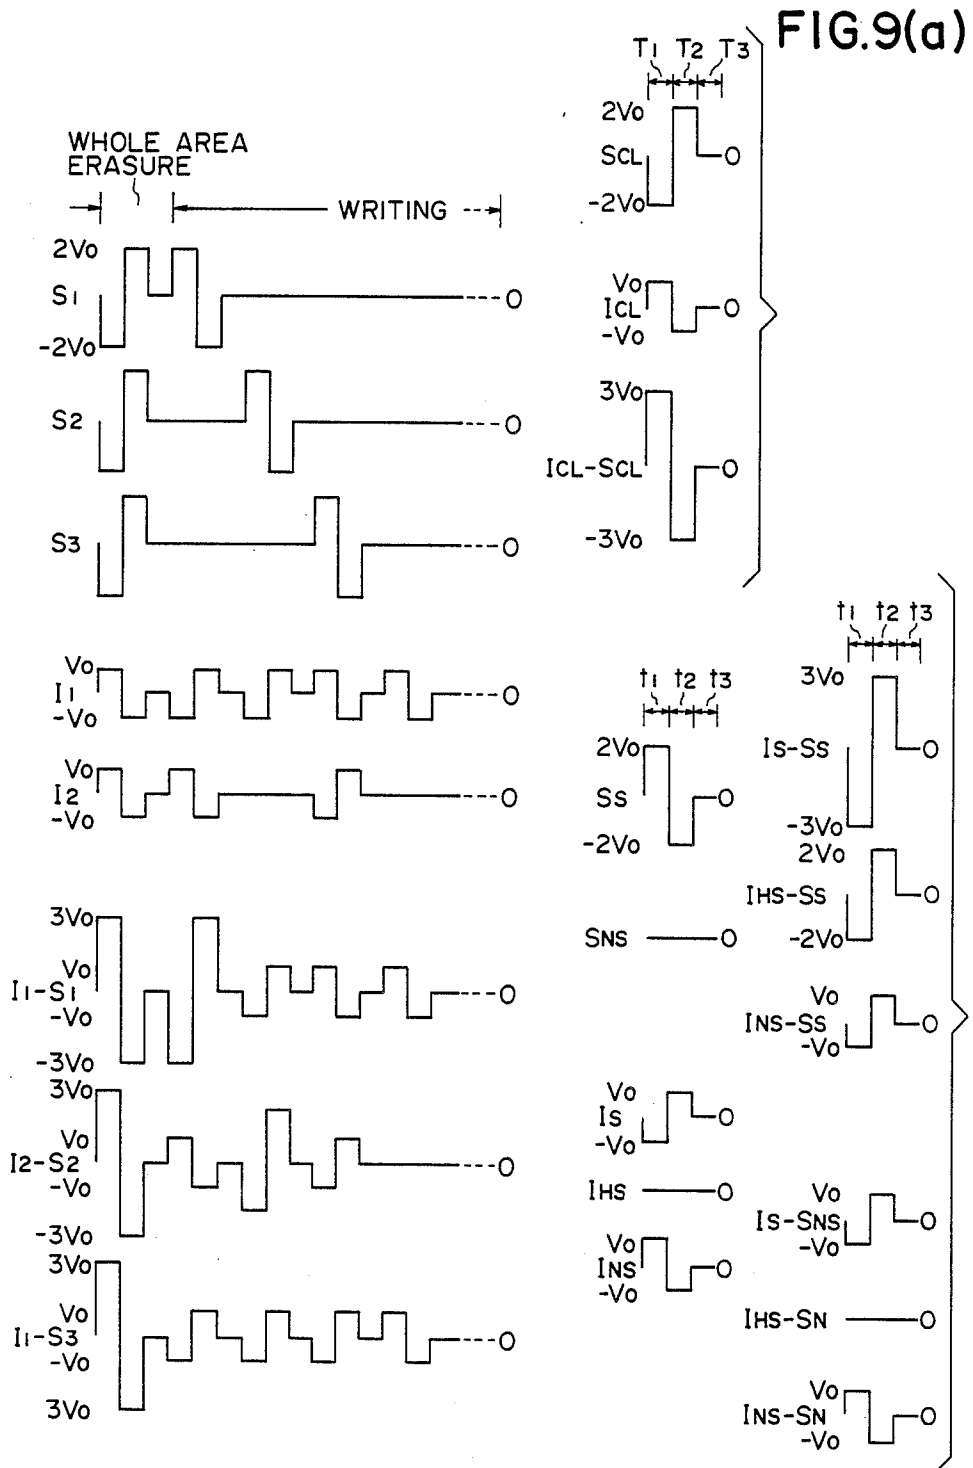 FIG.9(a)
T1 T2 T3
2Vo
SCL
-2Vo
O
Vo
ICL
-Vo
O
3Vo
ICL-SCL
-3Vo
O
WHOLE AREA
ERASURE
WRITING
2Vo
S1
-2Vo
O
S2
O
S3
O
Vo
I1
-Vo
O
Vo
I2
-Vo
O
3Vo
Vo
I1-S1
-Vo
-3Vo
O
3Vo
Vo
I2-S2
-Vo
-3Vo
O
3Vo
Vo
I1-S3
-Vo
3Vo
O
t1 t2 t3
2Vo
SS
-2Vo
O
SNS
O
Vo
IS
-Vo
O
IHS
O
Vo
INS
-Vo
O
t1 t2 t3
3Vo
IS-SS
-3Vo
O
2Vo
IHS-SS
-2Vo
O
Vo
INS-SS
-Vo
O
Vo
IS-SNS
-Vo
O
IHS-SN
O
Vo
INS-SN
-Vo
O